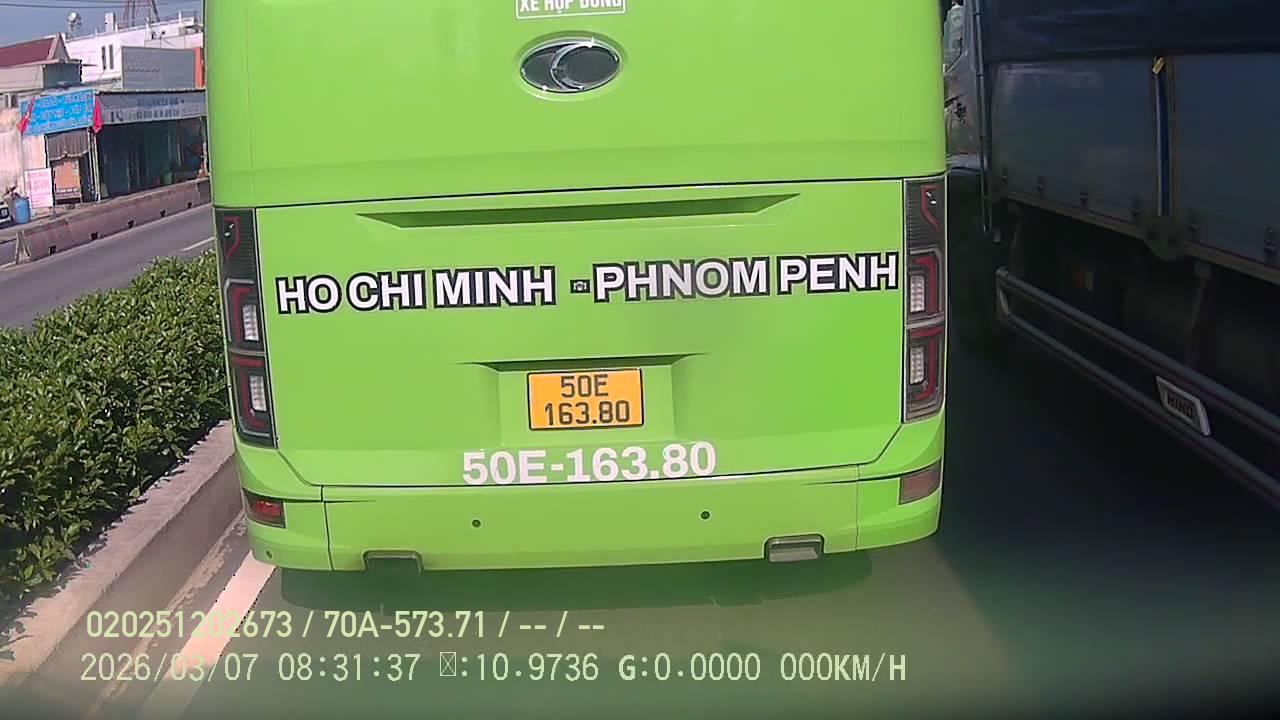 XE HỢP ĐỒNG
HO CHI MINH - PHNOM PENH
50E
163.80
50E-163.80
HINO
020251202673 / 70A-573.71 / -- / --
2026/03/07 08:31:37 :10.9736 G:0.0000 000KM/H